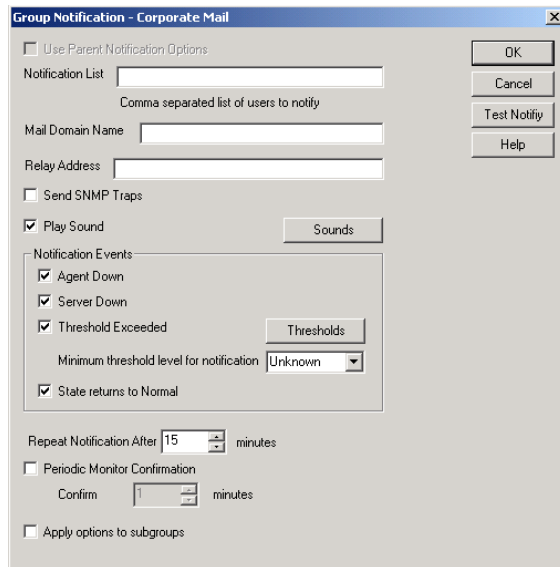 Group Notification - Corporate Mail
Use Parent Notification Options
OK
Notification List
Cancel
Comma separated list of users to notify
Test Notifiy
Mail Domain Name
Help
Relay Address
Send SNMP Traps
Play Sound
Sounds
Notification Events
Agent Down
Server Down
Threshold Exceeded
Thresholds
Minimum threshold level for notification Unknown
State returns to Normal
Repeat Notification After 15 minutes
Periodic Monitor Confirmation
Confirm 1 minutes
Apply options to subgroups